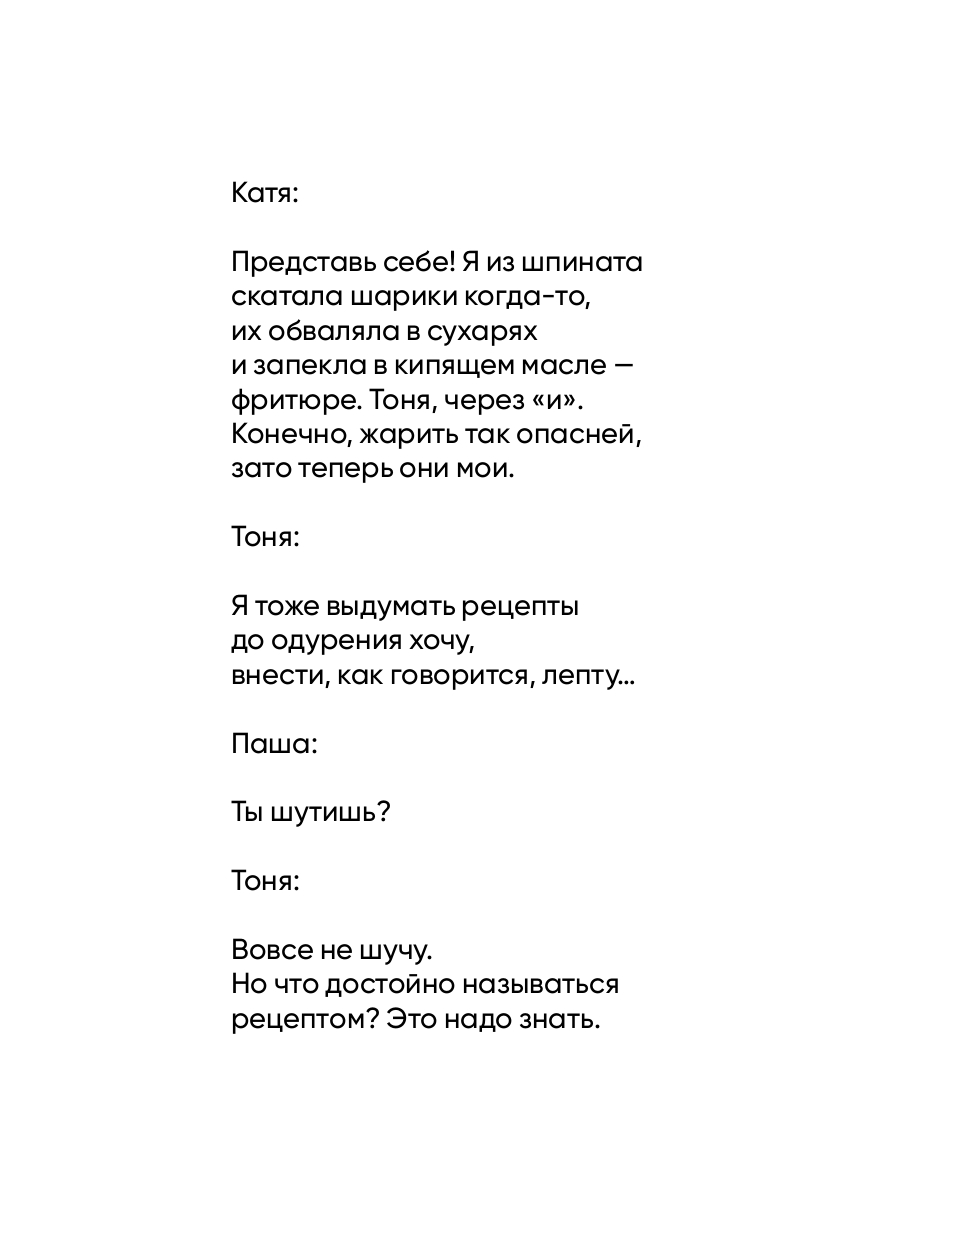 Катя:
Представь себе! Я из шпината
скатала шарики когда-то,
их обваляла в сухарях
и запекла в кипящем масле —
фритюре. Тоня, через «и».
Конечно, жарить так опасней,
зато теперь они мои.
Тоня:
Я тоже выдумать рецепты
до одурения хочу,
внести, как говорится, лепту...
Паша:
Ты шутишь?
Тоня:
Вовсе не шучу.
Но что достойно называться
рецептом? Это надо знать.